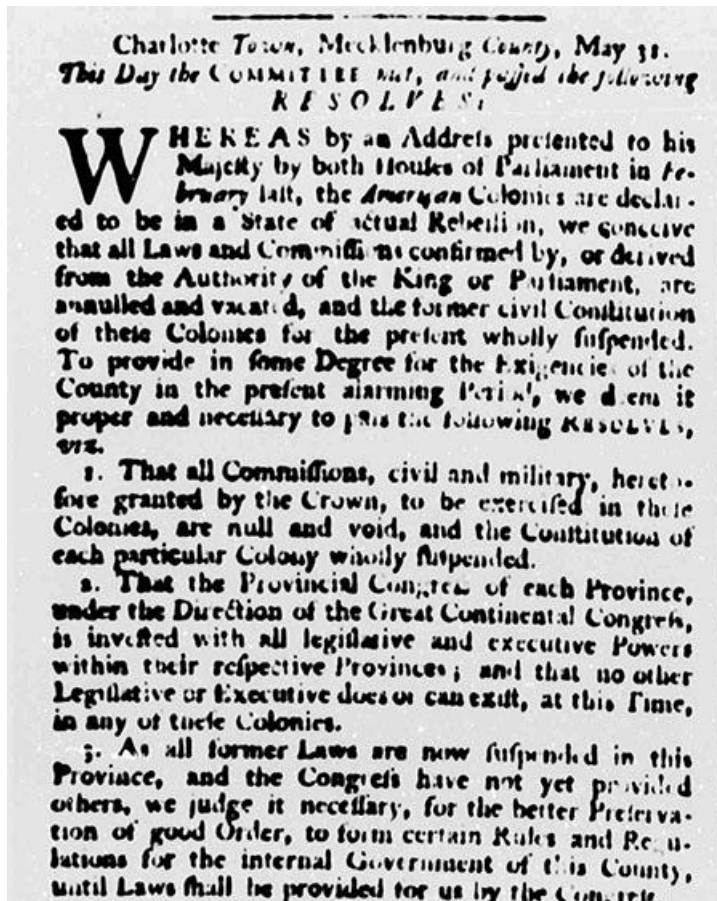 Charlotte Town, Mecklenburg County, May 31.
This Day the COMMITTEE met, and paſſed the following
RESOLVES:
WHEREAS by an Addreſs preſented to his
Majeſty by both Houſes of Parliament in Fe-
bruary laſt, the American Colonies are declar-
ed to be in a State of actual Rebellion, we conceive
that all Laws and Commiſſions confirmed by, or derived
from the Authority of the King or Parliament, are
annulled and vacated, and the former civil Conſtitution
of theſe Colonies for the preſent wholly ſuſpended.
To provide in ſome Degree for the Exigencies of the
County in the preſent alarming Period, we deem it
proper and neceſſary to paſs the following RESOLVES,
viz.
1. That all Commiſſions, civil and military, hereto-
fore granted by the Crown, to be exerciſed in theſe
Colonies, are null and void, and the Conſtitution of
each particular Colony wholly ſuſpended.
2. That the Provincial Congreſs of each Province,
under the Direction of the Great Continental Congreſs,
is inveſted with all legiſlative and executive Powers
within their reſpective Provinces; and that no other
Legiſlative or Executive does or can exiſt, at this Time,
in any of theſe Colonies.
3. As all former Laws are now ſuſpended in this
Province, and the Congreſs have not yet provided
others, we judge it neceſſary, for the better Preſerva-
tion of good Order, to form certain Rules and Regu-
lations for the internal Government of this County,
until Laws ſhall be provided for us by the Congreſs.